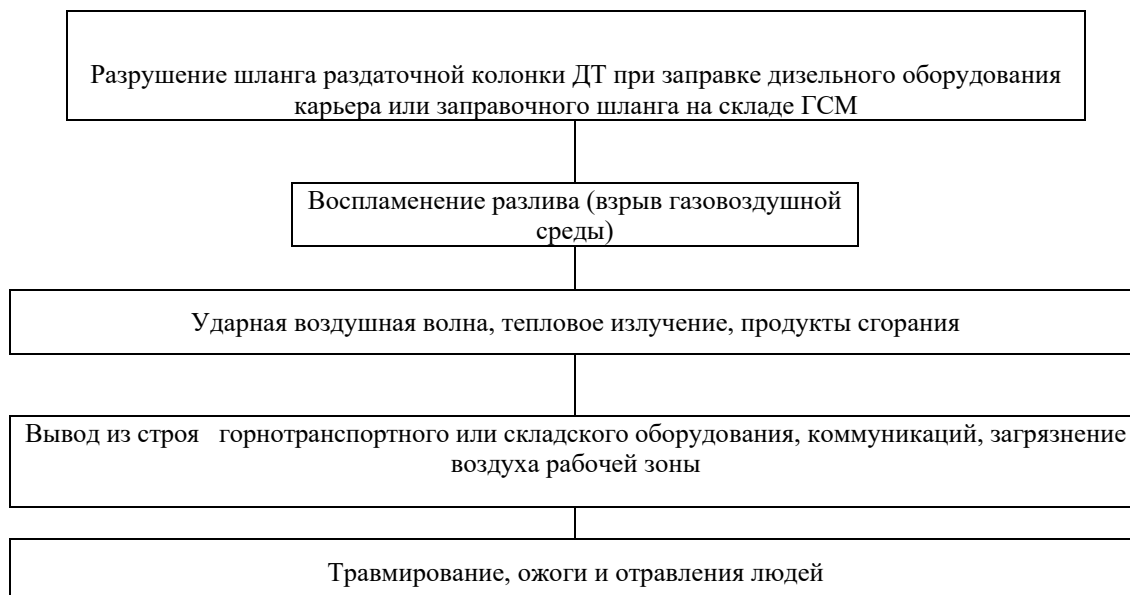 Разрушение шланга раздаточной колонки ДТ при заправке дизельного оборудования
карьера или заправочного шланга на складе ГСМ
Воспламенение разлива (взрыв газовоздушной
среды)
Ударная воздушная волна, тепловое излучение, продукты сгорания
Вывод из строя горнотранспортного или складского оборудования, коммуникаций, загрязнение
воздуха рабочей зоны
Травмирование, ожоги и отравления людей